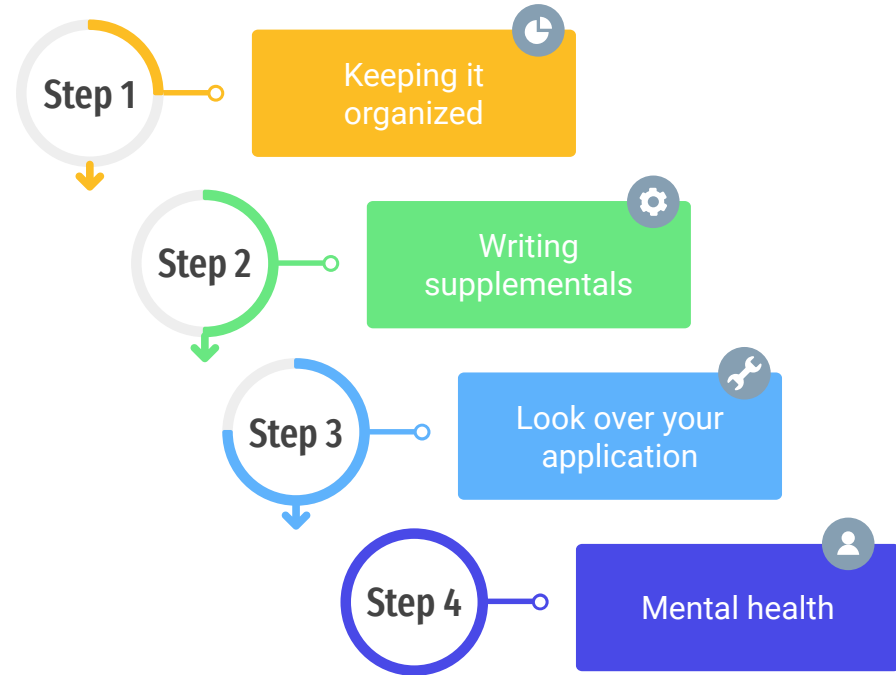 Step 1
Keeping it
organized
Step 2
Writing
supplementals
Step 3
Look over your
application
Step 4
Mental health